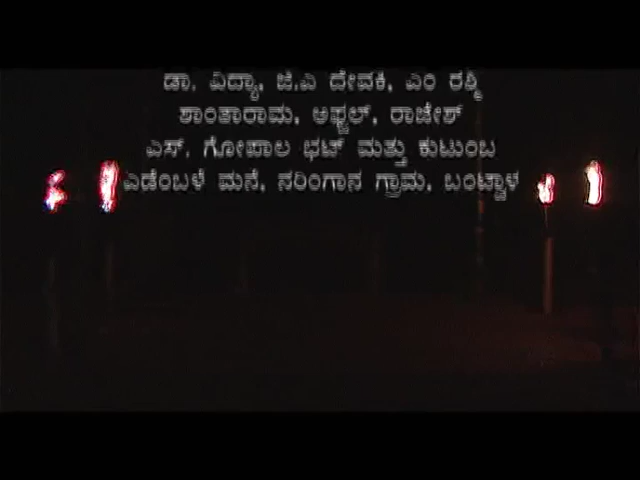 ಡಾ. ವಿದ್ಯಾ, ಜಿ.ಎ ದೇವಕಿ, ಎಂ ರಶ್ಮಿ
ಶಾಂತಾರಾಮ, ಅಫ್ಜಲ್, ರಾಜೇಶ್
ಎಸ್. ಗೋಪಾಲ ಭಟ್ ಮತ್ತು ಕುಟುಂಬ
ಎಡೆಂಬಳೆ ಮನೆ, ನರಿಂಗಾನ ಗ್ರಾಮ, ಬಂಟ್ವಾಳ